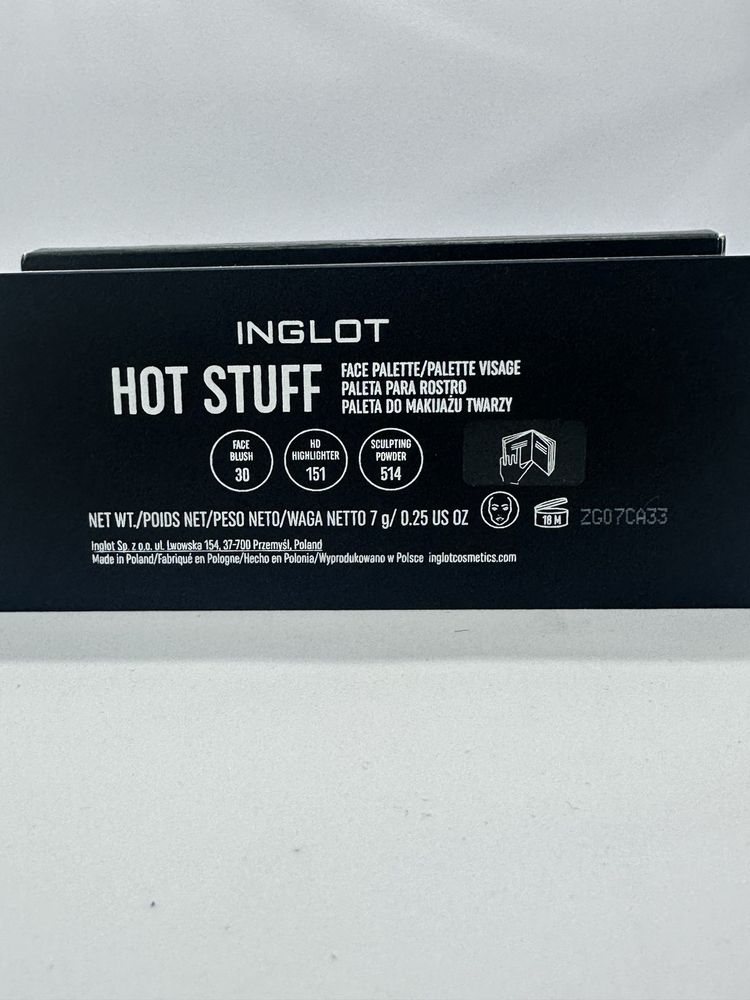 INGLOT
HOT STUFF
FACE PALETTE/PALETTE VISAGE
PALETA PARA ROSTRO
PALETA DO MAKIJAŻU TWARZY
FACE
BLUSH
30
HD
HIGHLIGHTER
151
SCULPTING
POWDER
514
NET WT./POIDS NET/PESO NETO/WAGA NETTO 7 g/ 0.25 US OZ
18 M
ZG07CA33
Inglot Sp. z o.o. ul. Lwowska 154, 37-700 Przemyśl, Poland
Made in Poland/Fabriqué en Pologne/Hecho en Polonia/Wyprodukowano w Polsce inglotcosmetics.com